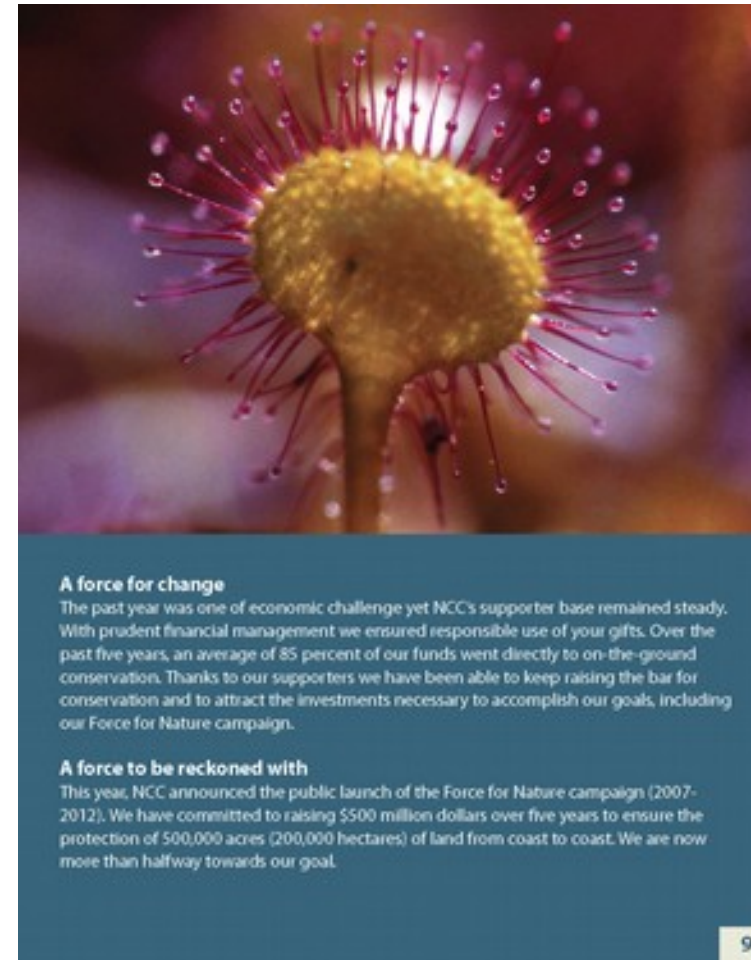 A force for change
The past year was one of economic challenge yet NCC's supporter base remained steady.
With prudent financial management we ensured responsible use of your gifts. Over the
past five years, an average of 85 percent of our funds went directly to on-the-ground
conservation. Thanks to our supporters we have been able to keep raising the bar for
conservation and to attract the investments necessary to accomplish our goals, including
our Force for Nature campaign.
A force to be reckoned with
This year, NCC announced the public launch of the Force for Nature campaign (2007-
2012). We have committed to raising $500 million dollars over five years to ensure the
protection of 500,000 acres (200,000 hectares) of land from coast to coast. We are now
more than halfway towards our goal.
9